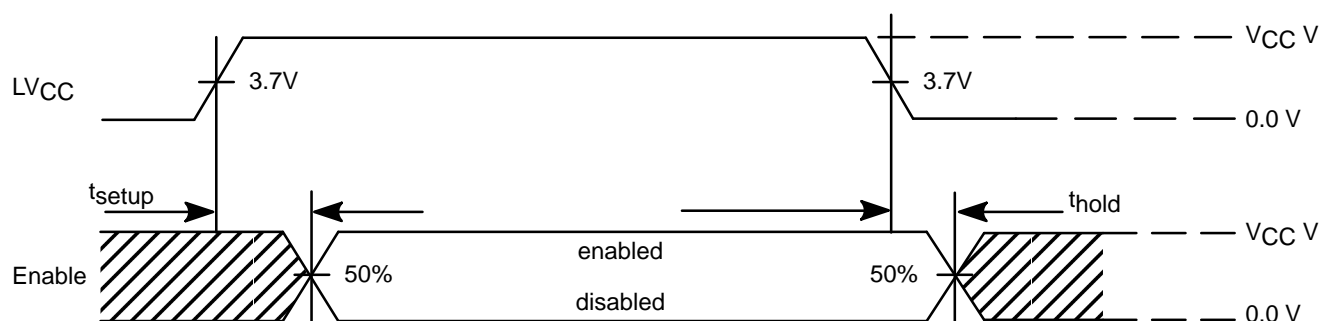 VCC V
LVCC
3.7V
3.7V
0.0 V
tsetup
thold
VCC V
enabled
Enable
50%
50%
disabled
0.0 V